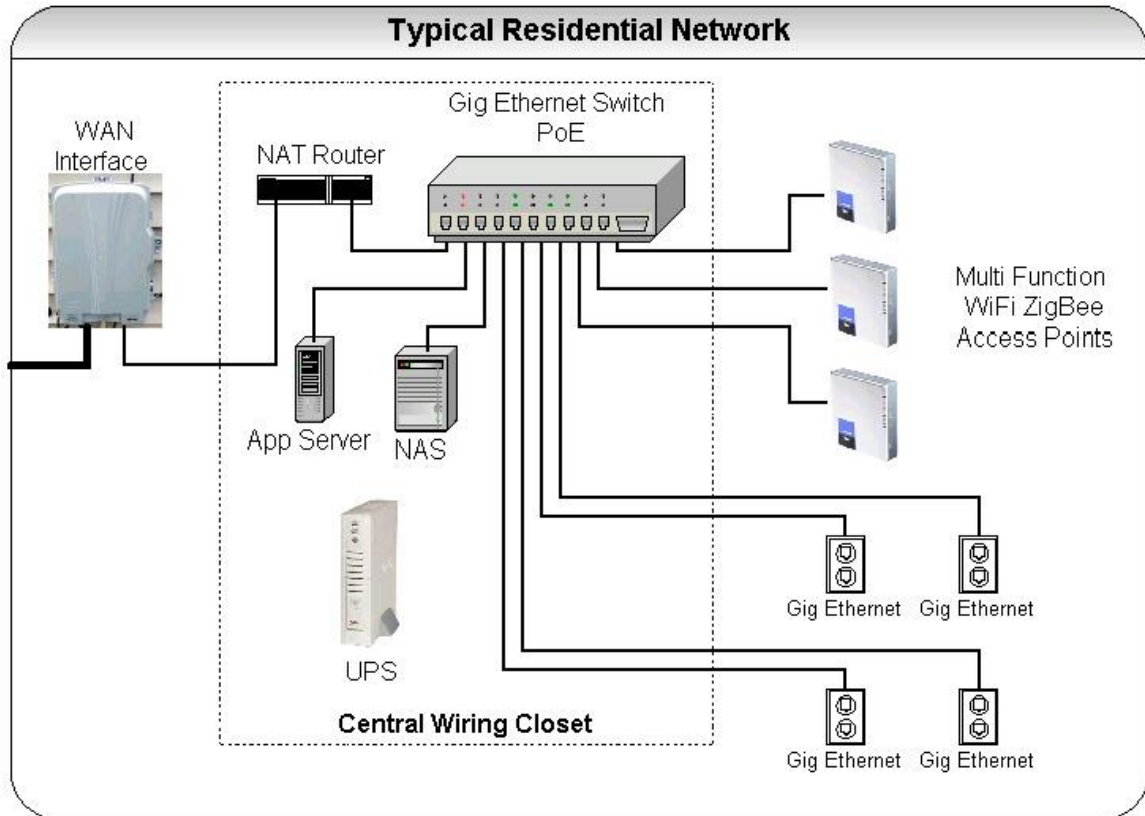 Typical Residential Network
Gig Ethernet Switch
PoE
WAN
Interface
NAT Router
Multi Function
WiFi ZigBee
Access Points
App Server
NAS
Gig Ethernet
Gig Ethernet
UPS
Central Wiring Closet
Gig Ethernet
Gig Ethernet